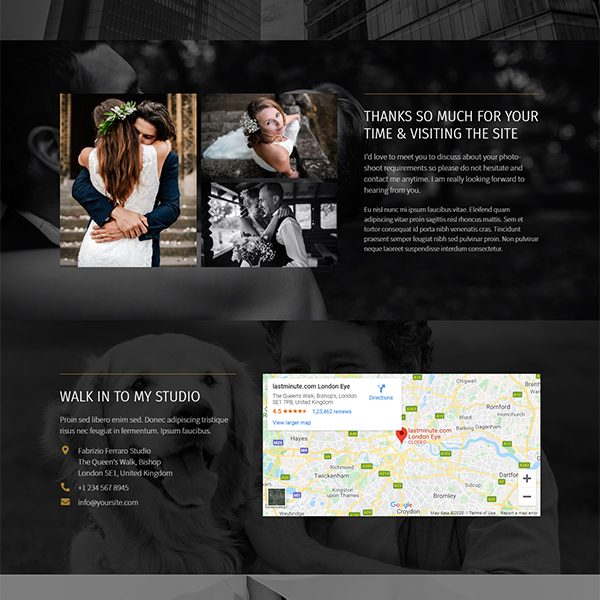 THANKS SO MUCH FOR YOUR
TIME & VISITING THE SITE
I'd love to meet you to discuss about your photo-
shoot requirements so please do not hesitate and
contact me anytime. I am really looking forward to
hearing from you.
Eu nisl nunc mi ipsum faucibus vitae. Eleifend quam
adipiscing vitae proin sagittis nisl rhoncus mattis. Sem et
tortor consequat id porta nibh venenatis cras. Tincidunt
praesent semper feugiat nibh sed pulvinar proin. Non pulvinar
neque laoreet suspendisse interdum consectetur.
WALK IN TO MY STUDIO
Proin sed libero enim sed. Donec adipiscing tristique
risus nec feugiat in fermentum. Ipsum faucibus.
Fabrizio Ferraro Studio
The Queen's Walk, Bishop
London SE1, United Kingdom
+1 234 567 8945
info@yoursite.com
lastminute.com London Eye
The Queen's Walk, Bishop's, London
SE1 7PB, United Kingdom
4.5 ★★★★★ 1,23,462 reviews
View larger map
Directions
Chigwell
Romford
Hornchurch
Barking Dagenham
Hayes
lastminute.com
London Eye
CLOSED
Richmond
Twickenham
Dartfor
Kingston
upon Thames
Bromley
Google
Croydon
Weybridge
Map data ©2020
Terms of Use
Report a map error